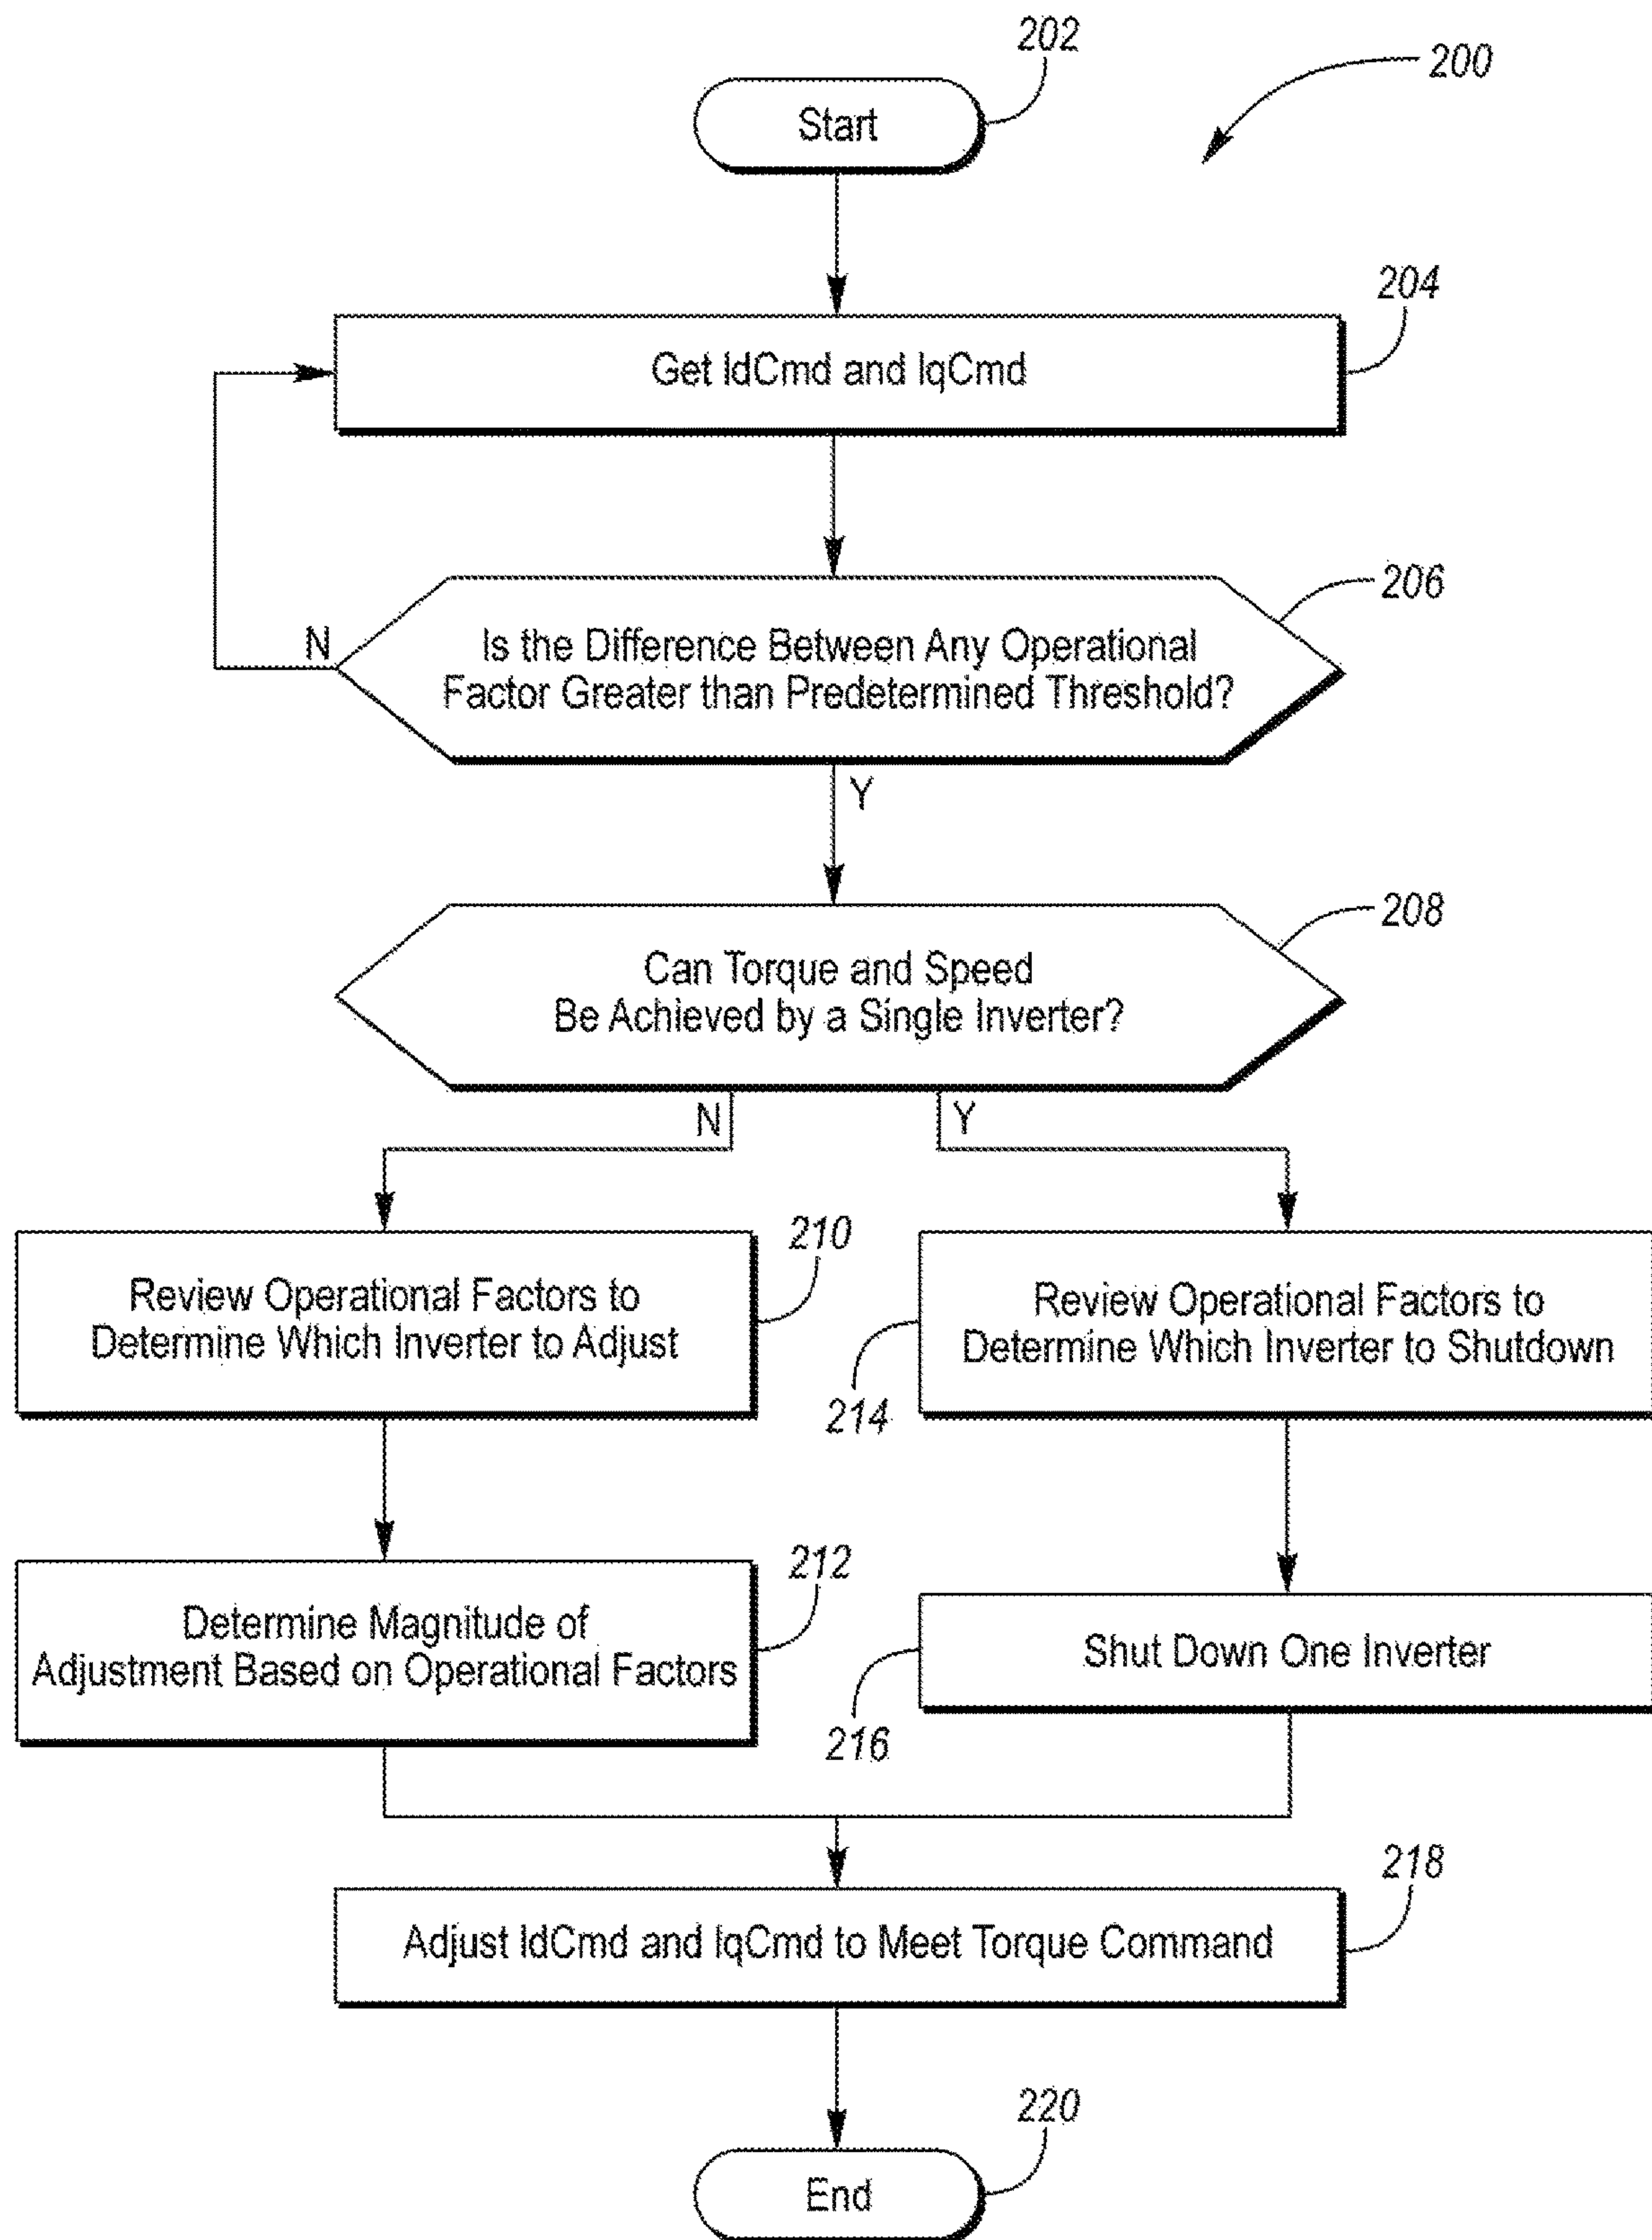 202
200
Start
204
Get IdCmd and IqCmd
206
N
Is the Difference Between Any Operational
Factor Greater than Predetermined Threshold?
Y
208
Can Torque and Speed
Be Achieved by a Single Inverter?
N
Y
210
Review Operational Factors to
Determine Which Inverter to Adjust
Review Operational Factors to
Determine Which Inverter to Shutdown
214
212
Determine Magnitude of
Adjustment Based on Operational Factors
Shut Down One Inverter
216
218
Adjust IdCmd and IqCmd to Meet Torque Command
220
End